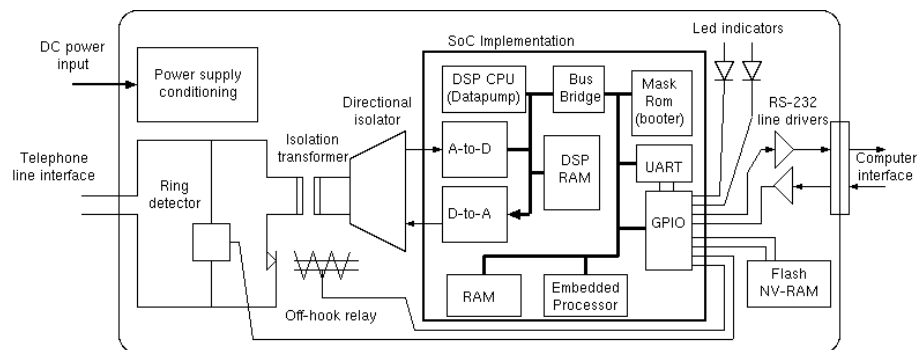 DC power
input
Power supply
conditioning
Telephone
line interface
Ring
detector
Isolation
transformer
Directional
isolator
Off-hook relay
SoC Implementation
DSP CPU
(Datapump)
Bus
Bridge
Mask
Rom
(booter)
A-to-D
DSP
RAM
UART
D-to-A
GPIO
RAM
Embedded
Processor
Led indicators
RS-232
line drivers
Computer
interface
Flash
NV-RAM